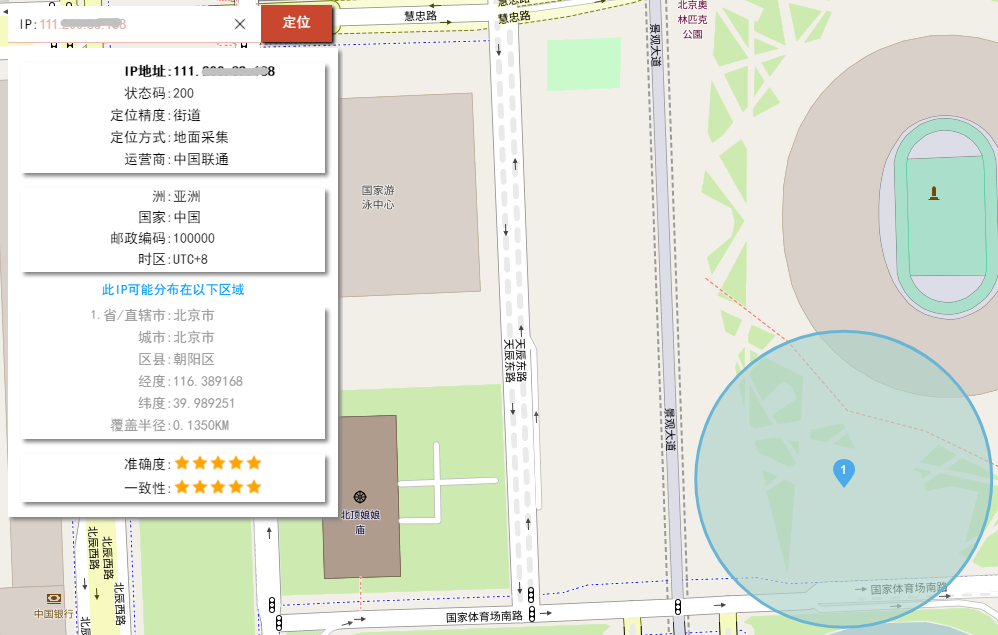 IP:
定位
IP地址:111.
状态码:200
定位精度:街道
定位方式:地面采集
运营商:中国联通
洲:亚洲
国家:中国
邮政编码:100000
时区:UTC+8
此IP可能分布在以下区域
1.省/直辖市:北京市
城市:北京市
区县:朝阳区
经度:116.389168
纬度:39.989251
覆盖半径:0.1350KM
准确度:
一致性:
慧忠路
慧忠路
慧忠路
北京奥
林匹克
公園
景观大道
国家游
泳中心
天辰东路
天辰东路
景观大道
1
北顶娘娘
庙
北辰西路
北辰西路
北辰西路
中国银行
国家体育场南路
国家体育场南路